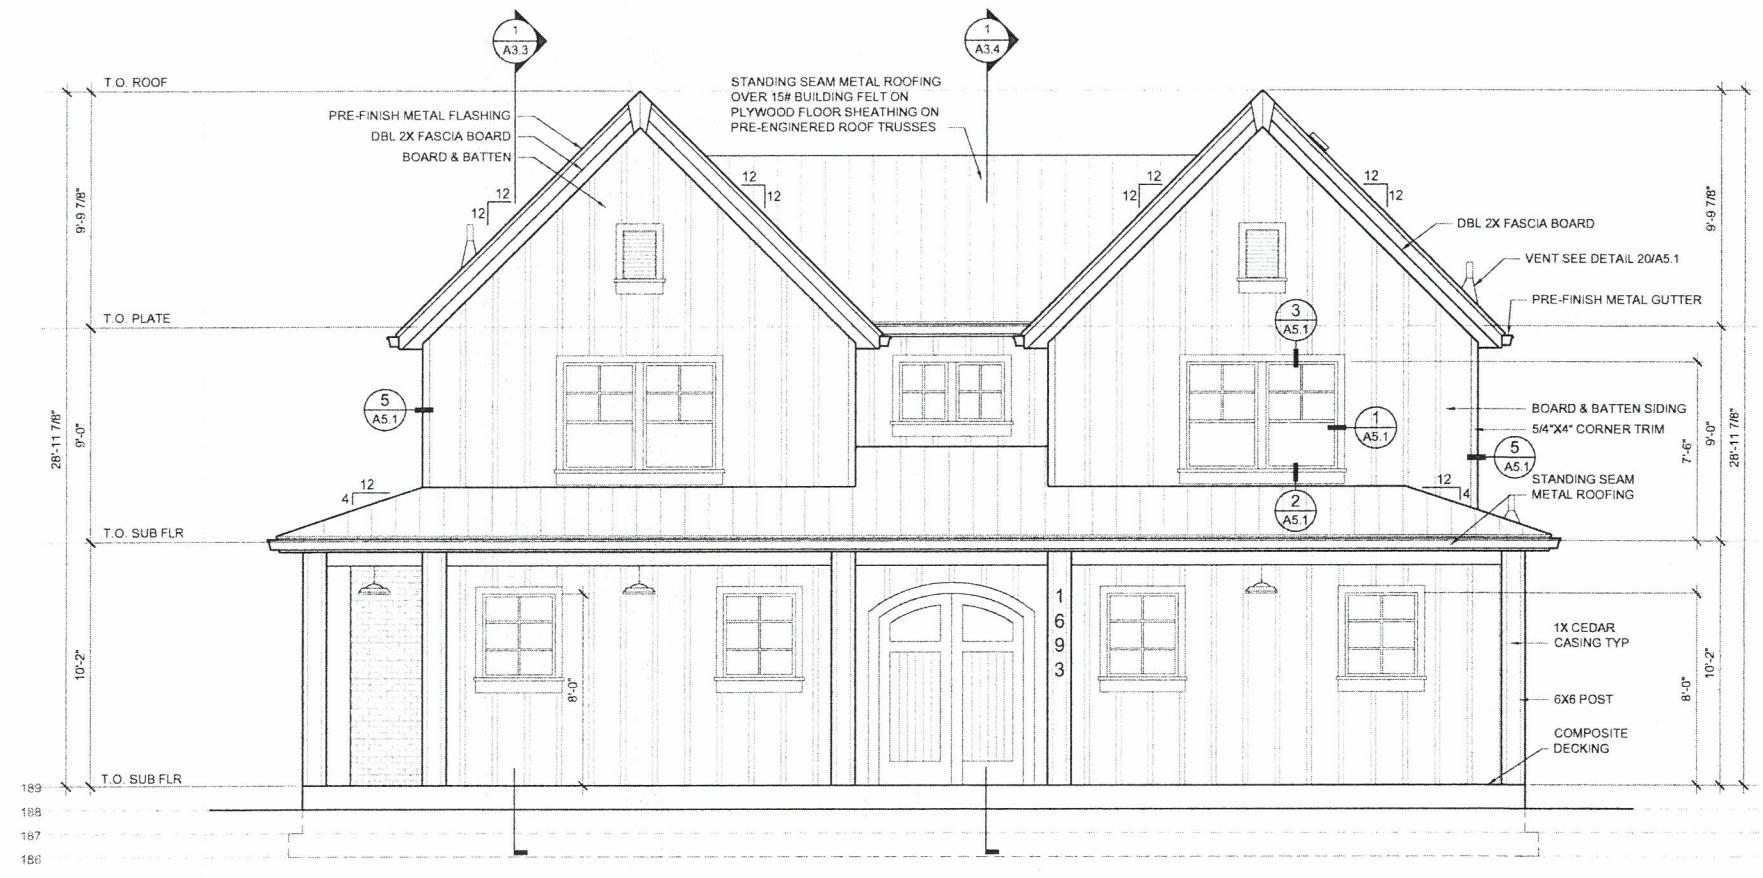 1
A3.3
1
A3.4
T.O. ROOF
STANDING SEAM METAL ROOFING
OVER 15# BUILDING FELT ON
PLYWOOD FLOOR SHEATHING ON
PRE-ENGINERED ROOF TRUSSES
PRE-FINISH METAL FLASHING
DBL 2X FASCIA BOARD
BOARD & BATTEN
12
12
12
12
12
12
12
12
9'-9 7/8"
9'-9 7/8"
DBL 2X FASCIA BOARD
VENT SEE DETAIL 20/A5.1
PRE-FINISH METAL GUTTER
T.O. PLATE
3
A5.1
5
A5.1
1
A5.1
BOARD & BATTEN SIDING
5/4"X4" CORNER TRIM
5
A5.1
28'-11 7/8"
9'-0"
7'-6"
9'-0"
28'-11 7/8"
STANDING SEAM
METAL ROOFING
12
4
12
4
2
A5.1
T.O. SUB FLR
1
6
9
3
1X CEDAR
CASING TYP
10'-2"
8'-0"
8'-0"
10'-2"
6X6 POST
COMPOSITE
DECKING
T.O. SUB FLR
189
188
187
186